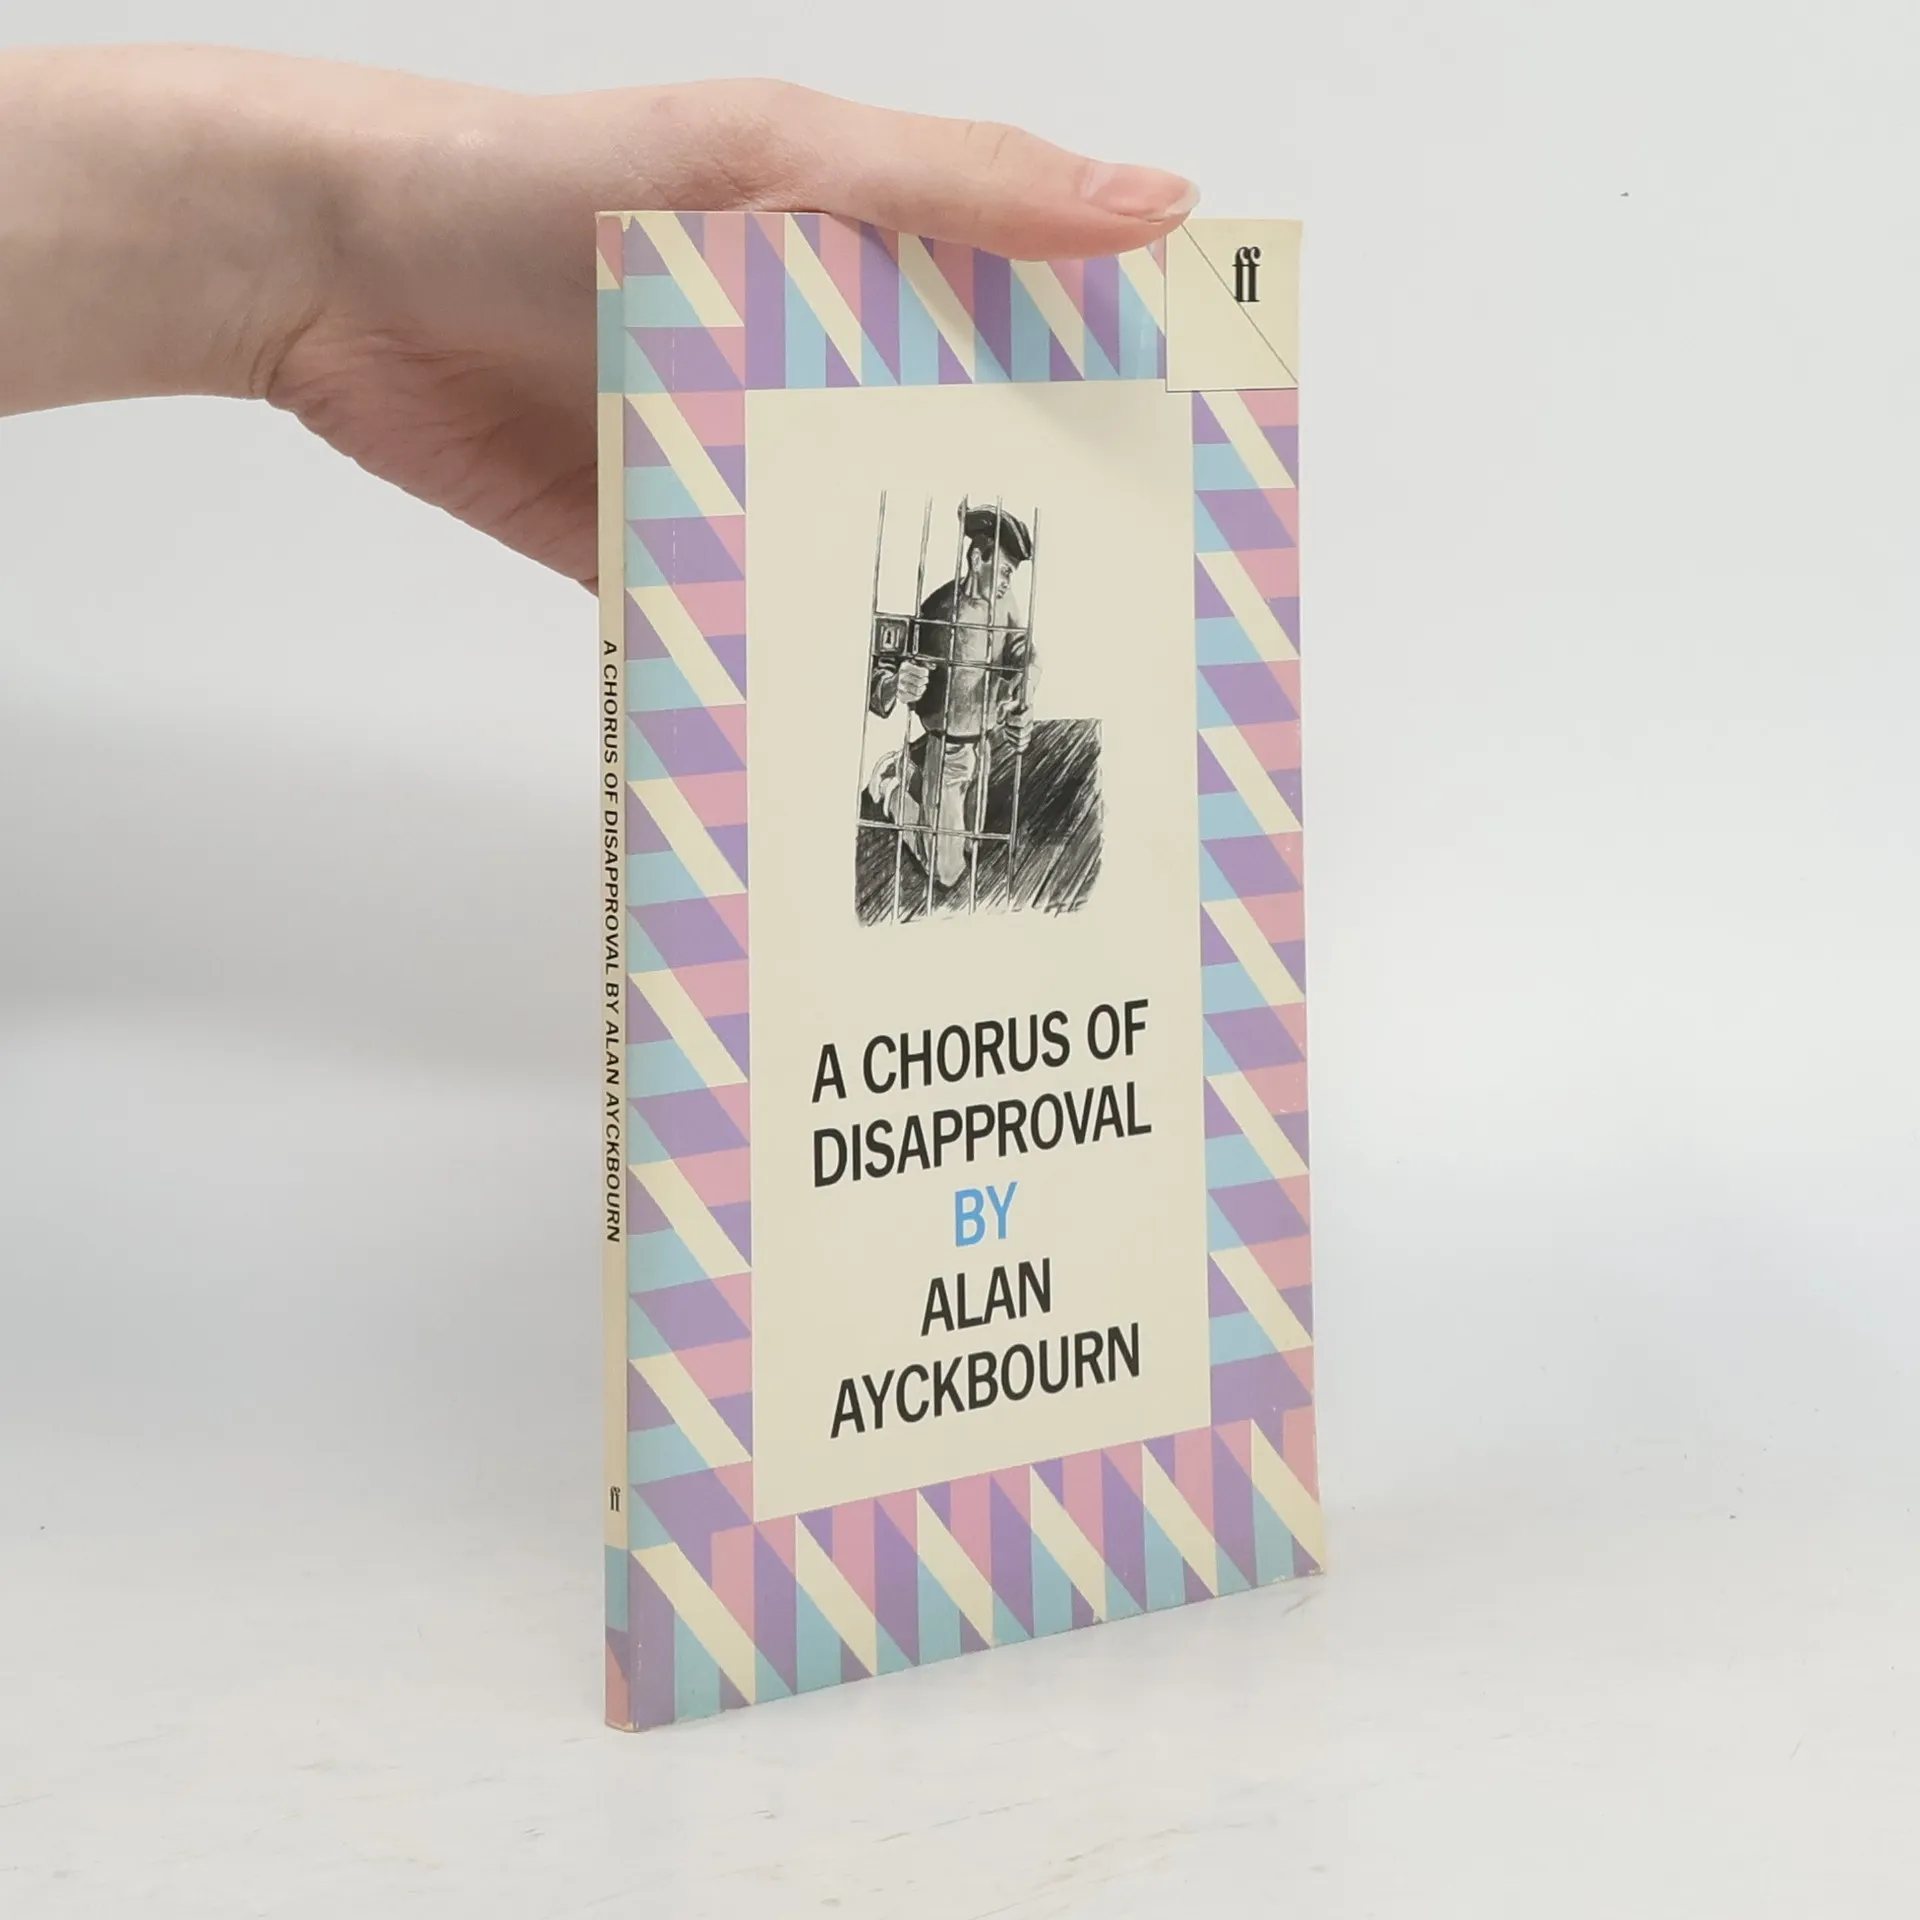 ff
A CHORUS OF
DISAPPROVAL
BY
ALAN
AYCKBOURN
A CHORUS OF DISAPPROVAL BY ALAN AYCKBOURN
ff